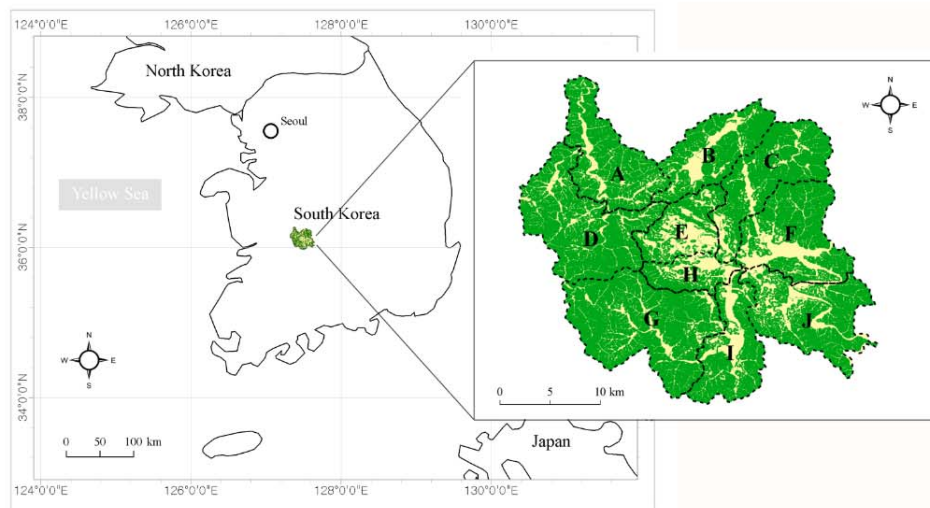 124°0'0"E
126°0'0"E
128°0'0"E
130°0'0"E
38°0'0"N
36°0'0"N
34°0'0"N
North Korea
Seoul
Yellow Sea
South Korea
Japan
N
W
E
S
0 50 100 km
N
W
E
S
A
B
C
D
E
F
G
H
I
J
0 5 10 km
124°0'0"E
126°0'0"E
128°0'0"E
130°0'0"E